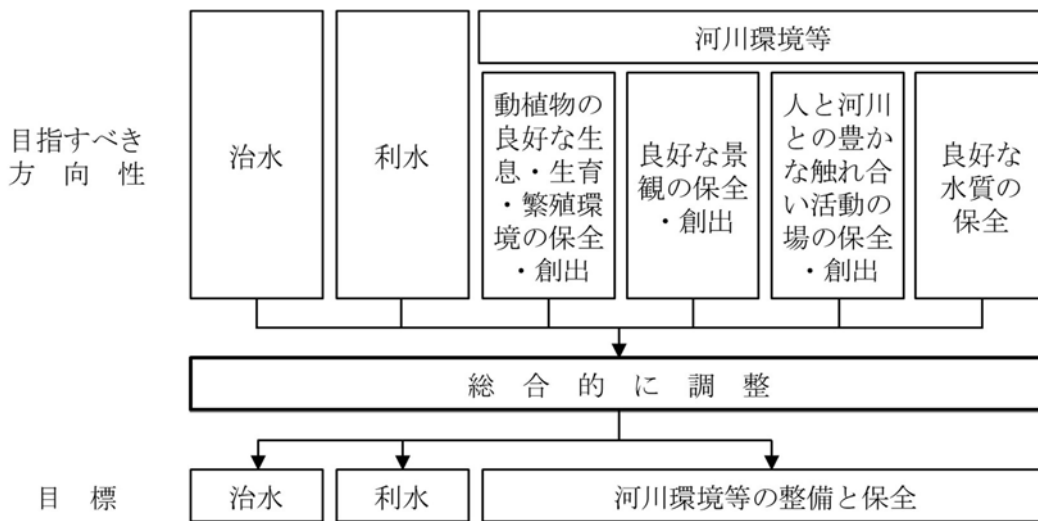 目指すべき
方向性
治水
利水
河川環境等
動植物の
良好な生
息・生育
・繁殖環
境の保全
・創出
良好な景
観の保全
・創出
人と河川
との豊か
な触れ合
い活動の
場の保全
・創出
良好な
水質の
保全
総合的に調整
目標
治水
利水
河川環境等の整備と保全